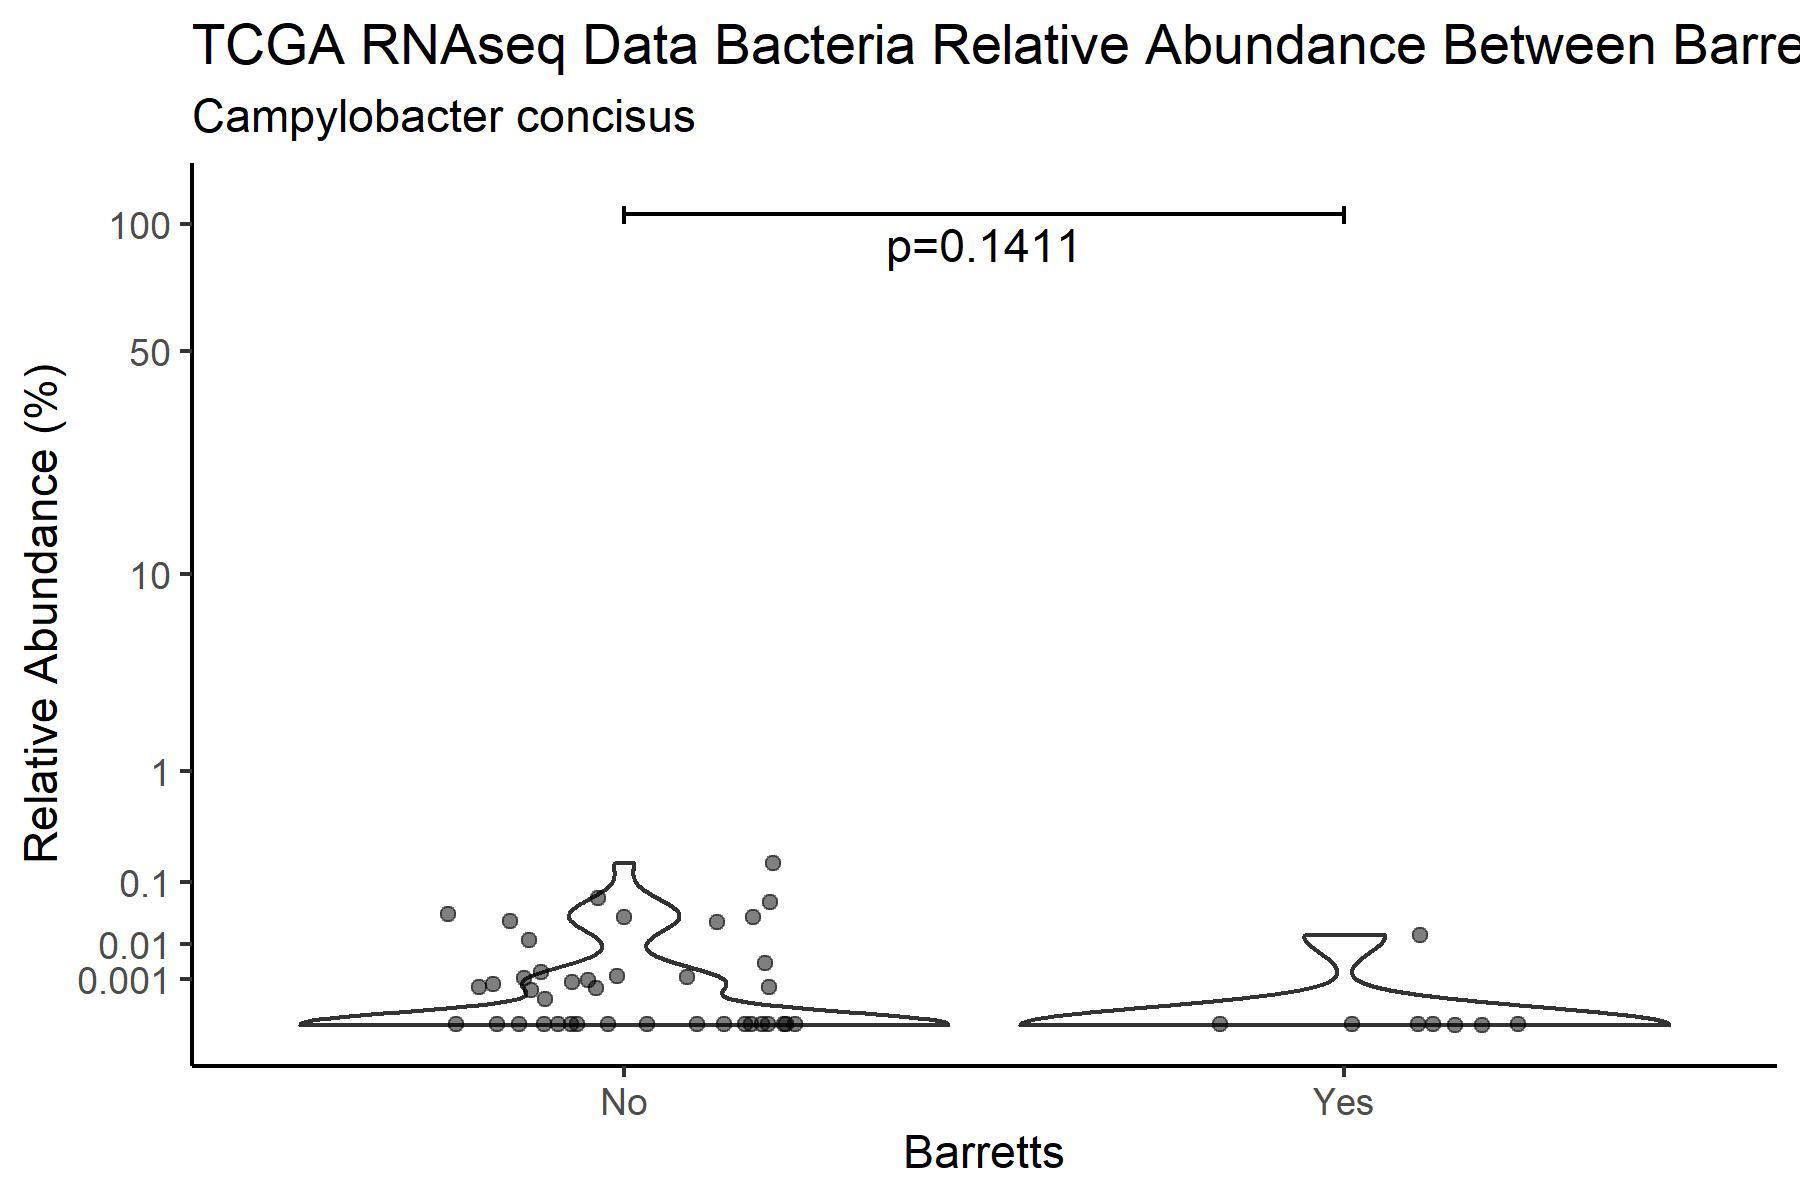 TCGA RNAseq Data Bacteria Relative Abundance Between Barre
Campylobacter concisus
100
50
10
1
0.1
0.01
0.001
Relative Abundance (%)
p=0.1411
No
Yes
Barretts